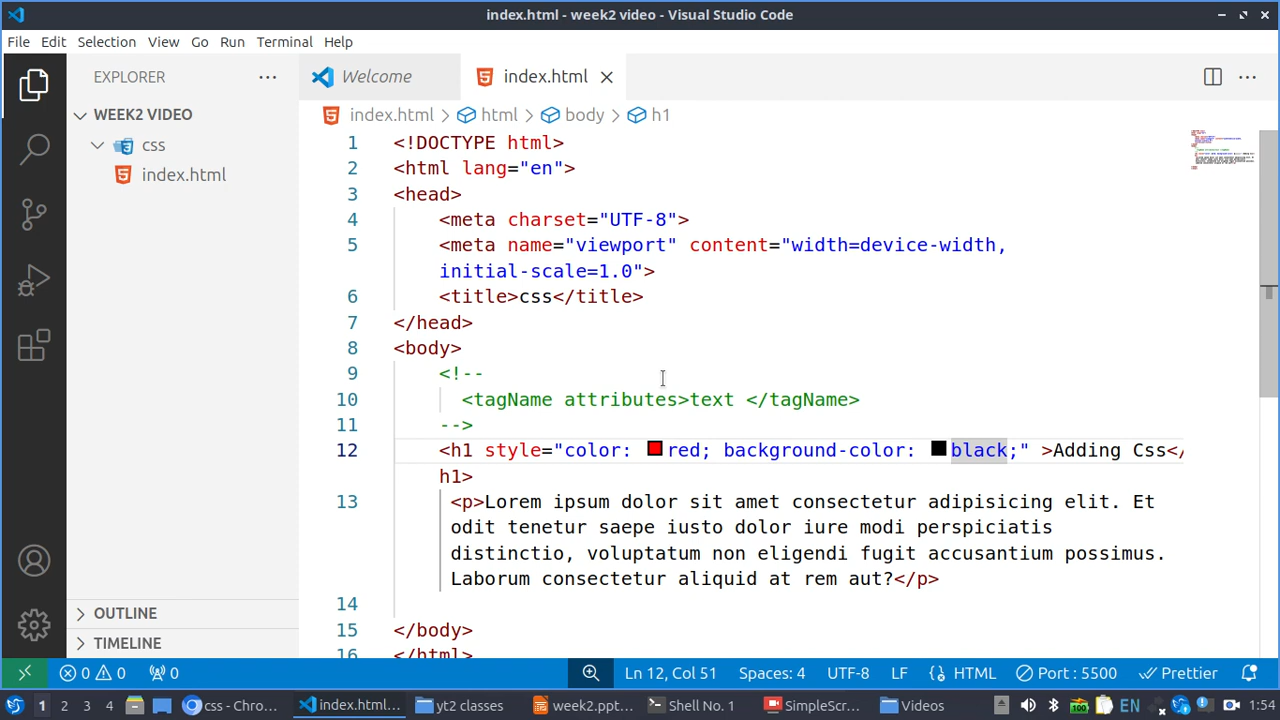 index.html - week2 video - Visual Studio Code
File Edit Selection View Go Run Terminal Help
EXPLORER
WEEK2 VIDEO
css
index.html
OUTLINE
TIMELINE
Welcome
index.html
index.html > html > body > h1
1 <!DOCTYPE html>
2 <html lang="en">
3 <head>
4 <meta charset="UTF-8">
5 <meta name="viewport" content="width=device-width,
initial-scale=1.0">
6 <title>css</title>
7 </head>
8 <body>
9 <!--
10 <tagName attributes>text </tagName>
11 -->
12 <h1 style="color: red; background-color: black;" >Adding Css</
h1>
13 <p>Lorem ipsum dolor sit amet consectetur adipisicing elit. Et
odit tenetur saepe iusto dolor iure modi perspiciatis
distinctio, voluptatum non eligendi fugit accusantium possimus.
Laborum consectetur aliquid at rem aut?</p>
14
15 </body>
16 </html>
0 0 0 Ln 12, Col 51 Spaces: 4 UTF-8 LF HTML Port : 5500 Prettier
1 2 3 4 css - Chro... index.html... yt2 classes week2.ppt... Shell No. 1 SimpleScr... Videos 100 EN 1:54